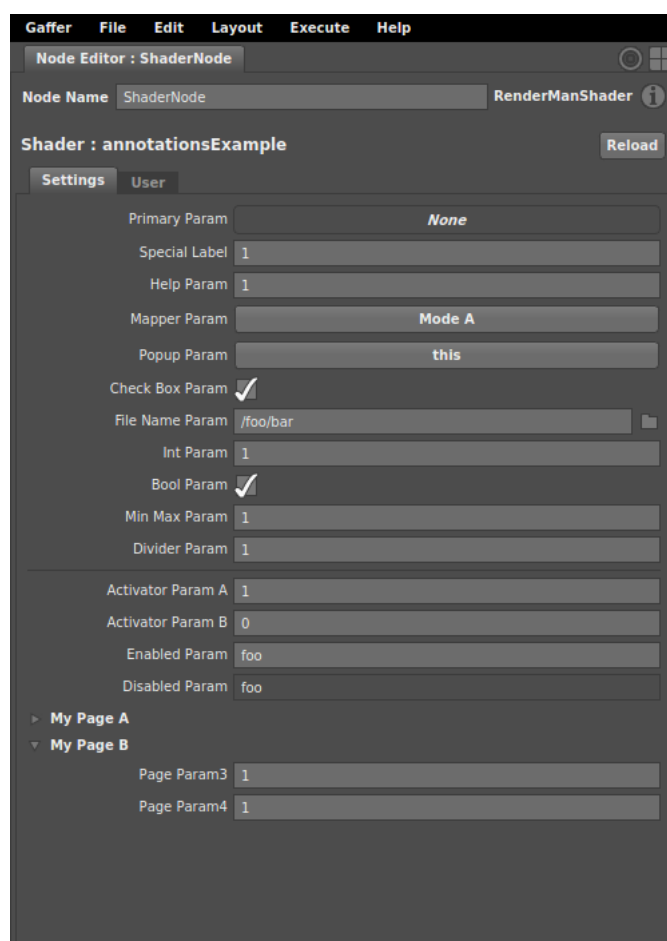 Gaffer File Edit Layout Execute Help
Node Editor : ShaderNode
Node Name ShaderNode RenderManShader
Shader : annotationsExample Reload
Settings User
Primary Param None
Special Label 1
Help Param 1
Mapper Param Mode A
Popup Param this
Check Box Param
File Name Param /foo/bar
Int Param 1
Bool Param
Min Max Param 1
Divider Param 1
Activator Param A 1
Activator Param B 0
Enabled Param foo
Disabled Param foo
My Page A
My Page B
Page Param3 1
Page Param4 1